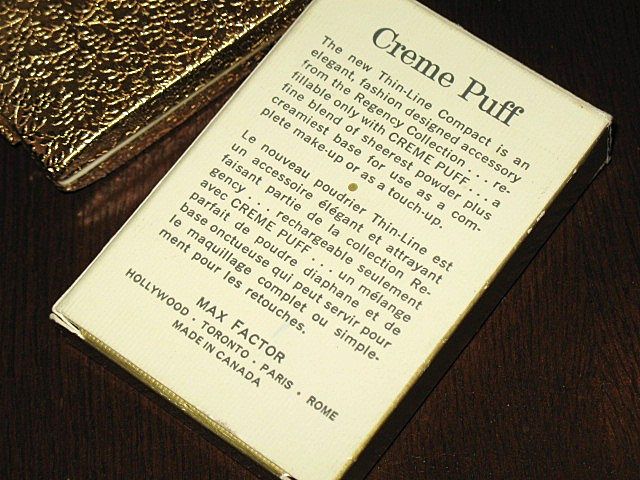 Creme Puff
The new Thin-Line Compact is an
elegant, fashion designed accessory
from the Regency Collection . . . re-
fillable only with CREME PUFF . . . a
fine blend of sheerest powder plus
creamiest base for use as a com-
plete make-up or as a touch-up.
Le nouveau poudrier Thin-Line est
un accessoire élégant et attrayant
faisant partie de la collection Re-
gency . . . rechargeable seulement
avec CREME PUFF . . . un mélange
parfait de poudre diaphane et de
base onctueuse qui peut servir pour
le maquillage complet ou simple-
ment pour les retouches.
MAX FACTOR
HOLLYWOOD · TORONTO · PARIS · ROME
MADE IN CANADA